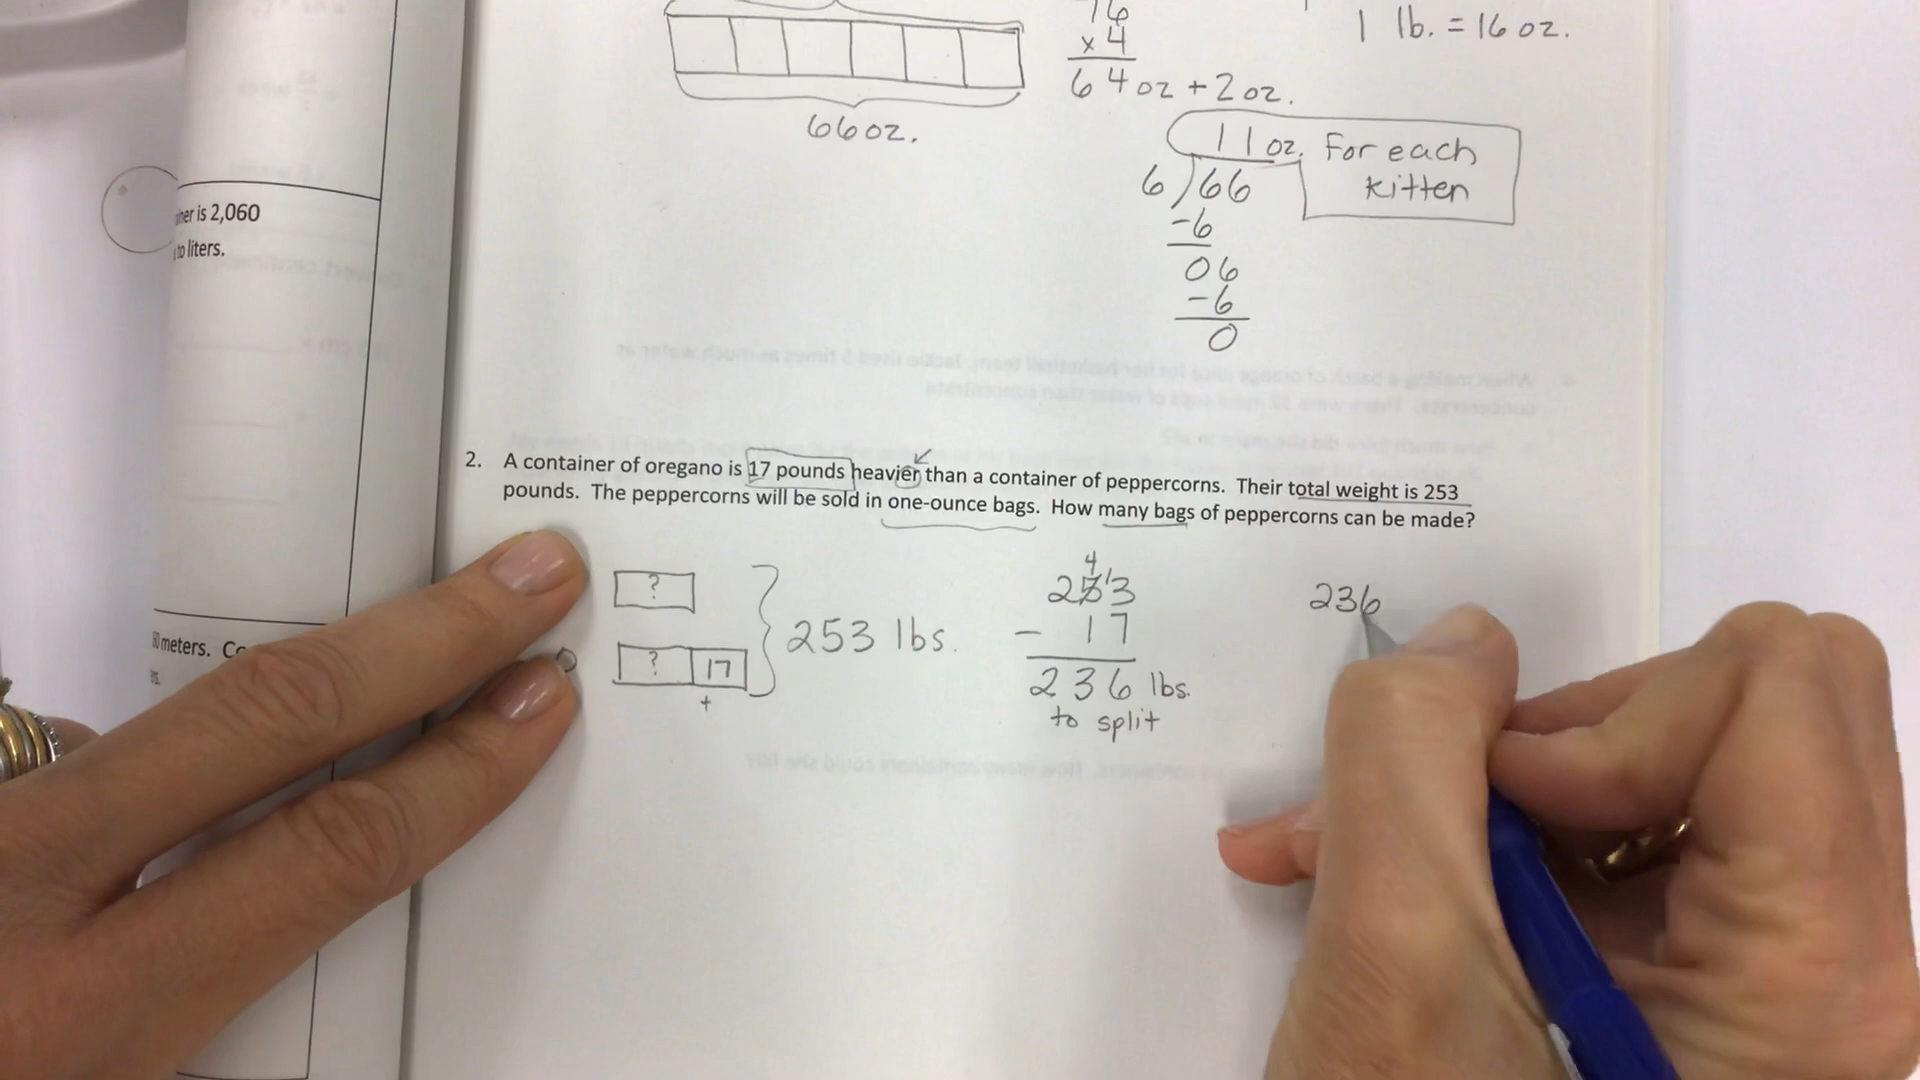 16
x 4
64 oz + 2 oz.
1 lb. = 16 oz.
66 oz.
11 oz. For each
kitten
6 66
-6
06
-6
0
is 2,060
to liters.
meters.
2. A container of oregano is 17 pounds heavier than a container of peppercorns. Their total weight is 253
pounds. The peppercorns will be sold in one-ounce bags. How many bags of peppercorns can be made?
?
? 17
+
253 lbs.
4 1
253
- 17
236 lbs.
to split
236